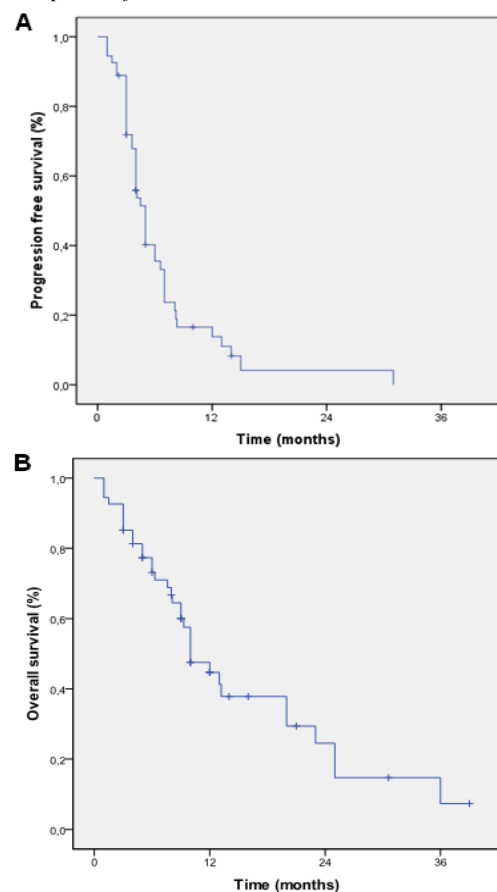 A
1,0
0,8
0,6
0,4
0,2
0,0
Progression free survival (%)
0 12 24 36
Time (months)
B
1,0
0,8
0,6
0,4
0,2
0,0
Overall survival (%)
0 12 24 36
Time (months)